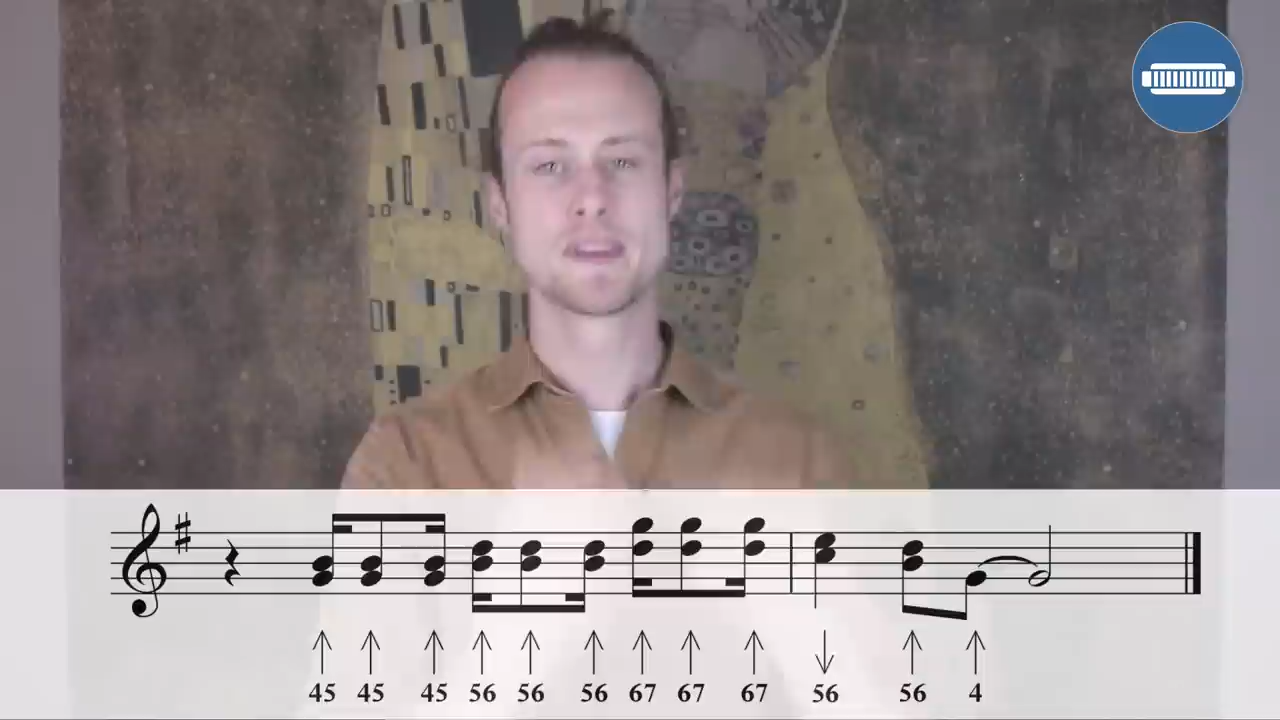 ↑ ↑ ↑ ↑ ↑ ↑ ↑ ↑ ↑ ↓ ↑ ↑
45 45 45 56 56 56 67 67 67 56 56 4